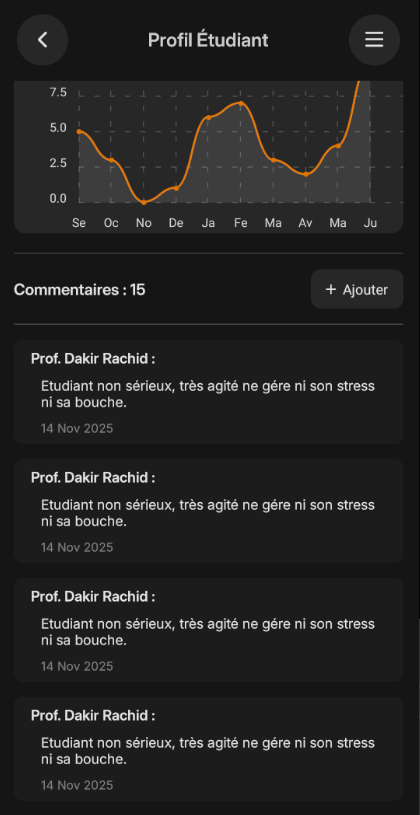 Profil Étudiant
7.5
5.0
2.5
0.0
Se Oc No De Ja Fe Ma Av Ma Ju
Commentaires : 15
+ Ajouter
Prof. Dakir Rachid :
Etudiant non sérieux, très agité ne gére ni son stress
ni sa bouche.
14 Nov 2025
Prof. Dakir Rachid :
Etudiant non sérieux, très agité ne gére ni son stress
ni sa bouche.
14 Nov 2025
Prof. Dakir Rachid :
Etudiant non sérieux, très agité ne gére ni son stress
ni sa bouche.
14 Nov 2025
Prof. Dakir Rachid :
Etudiant non sérieux, très agité ne gére ni son stress
ni sa bouche.
14 Nov 2025